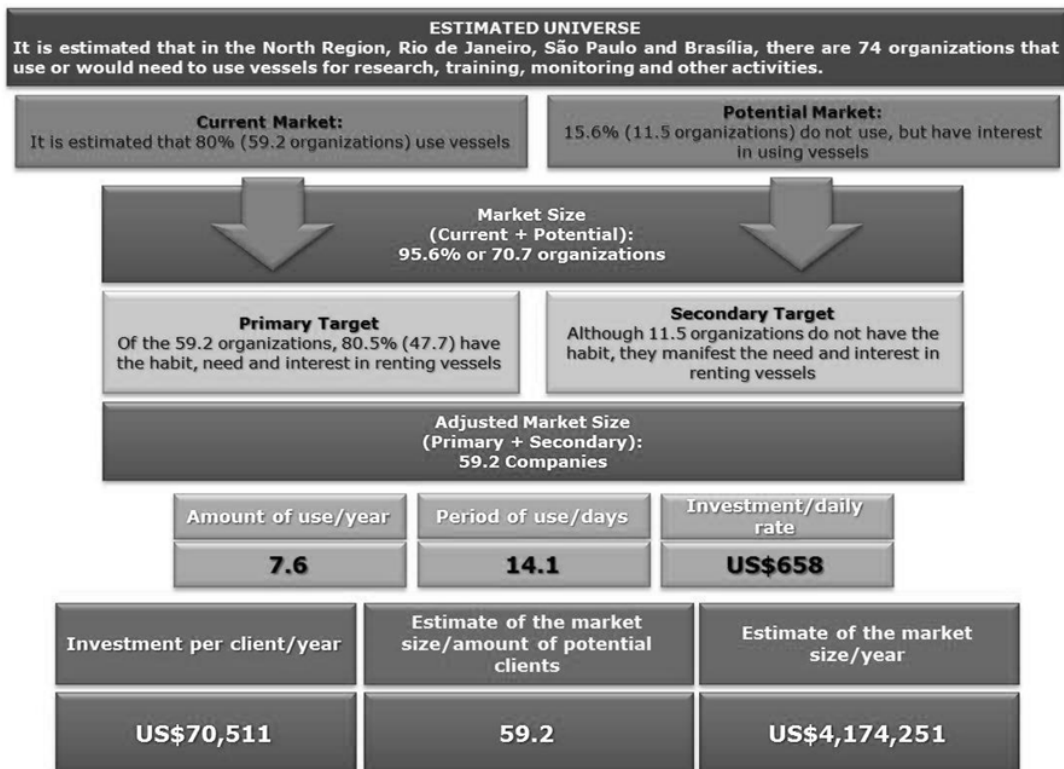 ESTIMATED UNIVERSE
It is estimated that in the North Region, Rio de Janeiro, São Paulo and Brasília, there are 74 organizations that
use or would need to use vessels for research, training, monitoring and other activities.
Current Market:
It is estimated that 80% (59.2 organizations) use vessels
Potential Market:
15.6% (11.5 organizations) do not use, but have interest
in using vessels
Market Size
(Current + Potential):
95.6% or 70.7 organizations
Primary Target
Of the 59.2 organizations, 80.5% (47.7) have
the habit, need and interest in renting vessels
Secondary Target
Although 11.5 organizations do not have the
habit, they manifest the need and interest in
renting vessels
Adjusted Market Size
(Primary + Secondary):
59.2 Companies
Amount of use/year
Period of use/days
Investment/daily
rate
7.6
14.1
US$658
Investment per client/year
Estimate of the market
size/amount of potential
clients
Estimate of the market
size/year
US$70,511
59.2
US$4,174,251